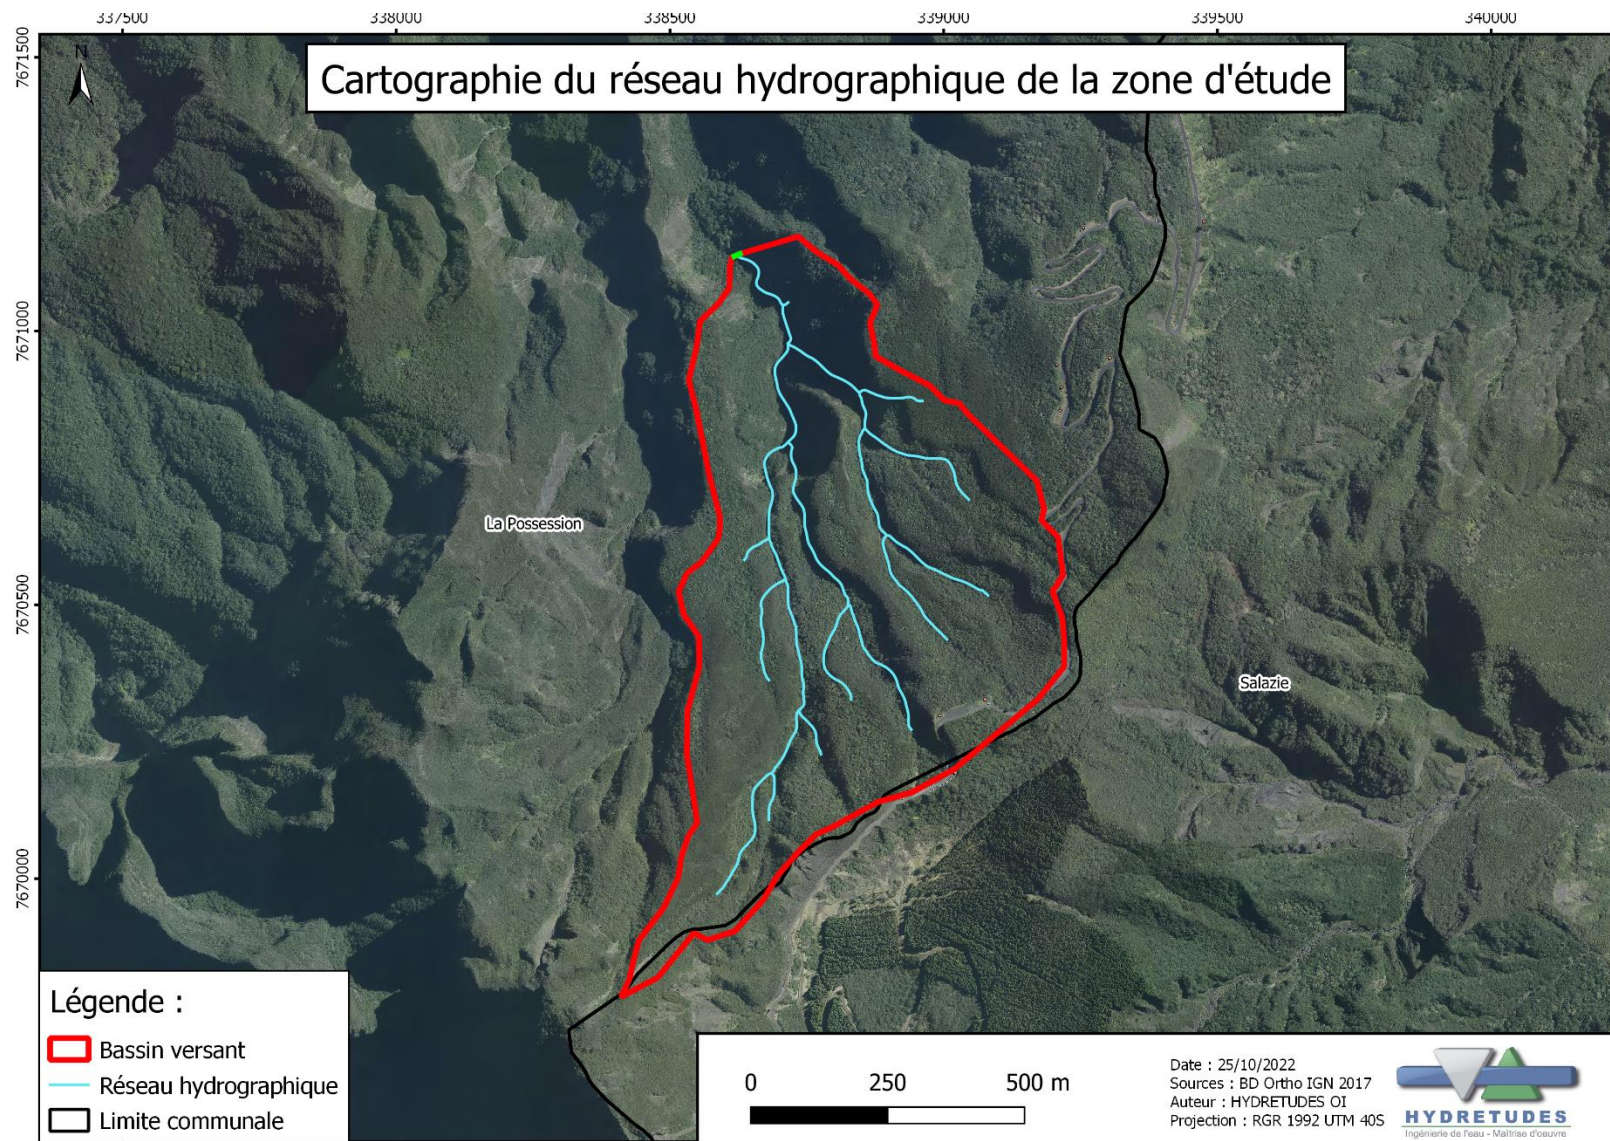 337500 338000 338500 339000 339500 340000
7671500
N
Cartographie du réseau hydrographique de la zone d'étude
7671000
La Possession
7670500
Salazie
7670000
Légende :
Bassin versant
Réseau hydrographique
Limite communale
0 250 500 m
Date : 25/10/2022
Sources : BD Ortho IGN 2017
Auteur : HYDRETUDES OI
Projection : RGR 1992 UTM 40S
HYDRETUDES
Ingénierie de l'eau - Maîtrise d'oeuvre